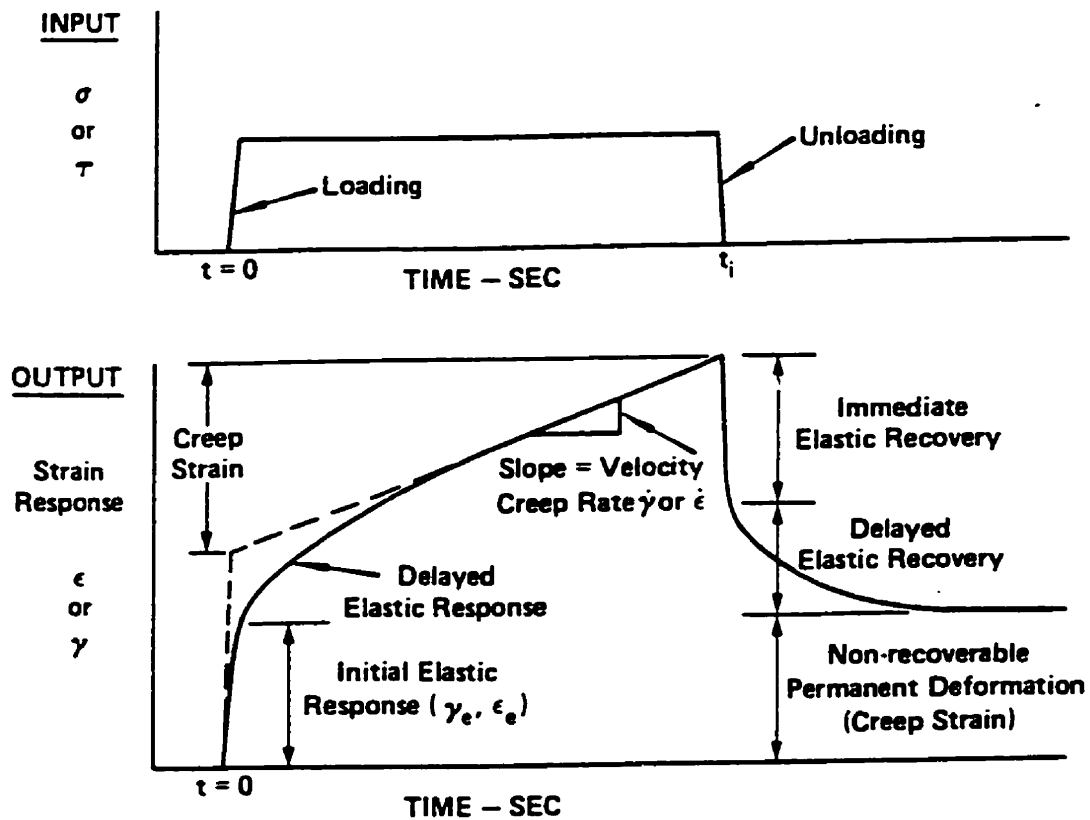 INPUT
σ
or
τ
Loading
Unloading
t = 0
t_i
TIME – SEC
OUTPUT
Strain
Response
ϵ
or
γ
Creep
Strain
Slope = Velocity
Creep Rate γ̇ or ϵ̇
Delayed
Elastic Response
Initial Elastic
Response ( γ_e, ϵ_e )
Immediate
Elastic Recovery
Delayed
Elastic Recovery
Non-recoverable
Permanent Deformation
(Creep Strain)
t = 0
TIME – SEC